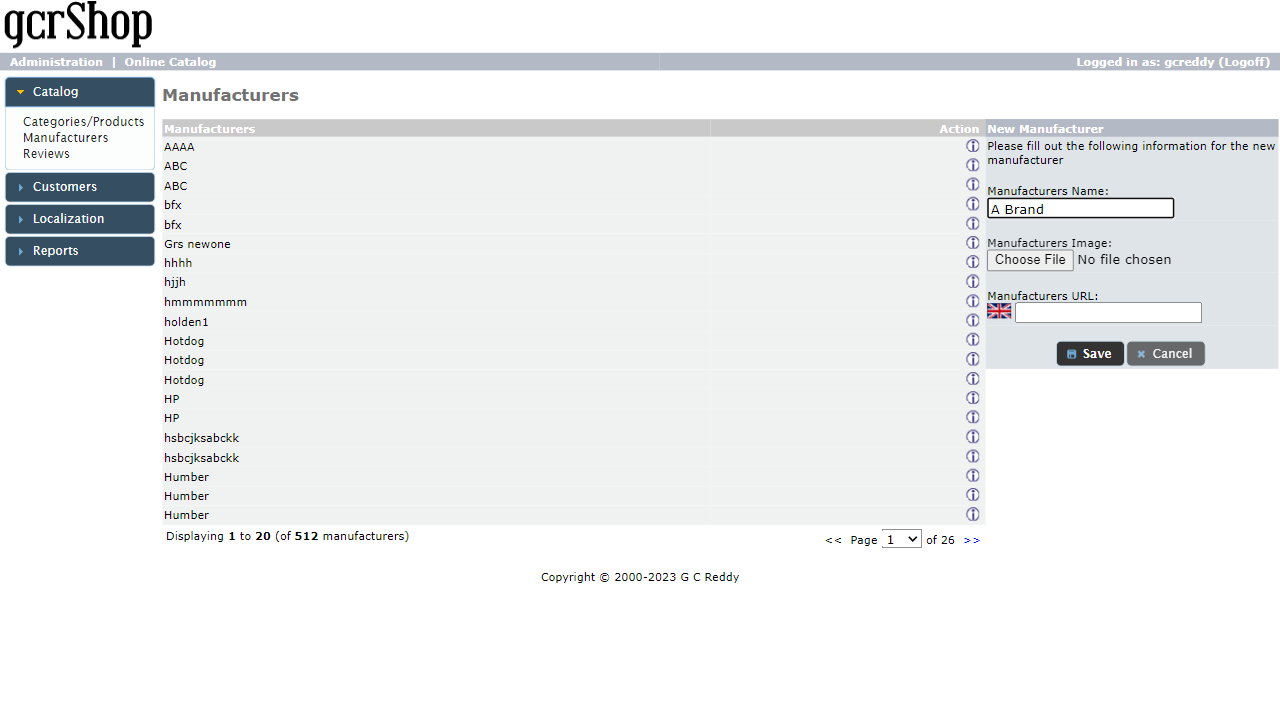 gcrShop
Administration | Online Catalog
Logged in as: gcreddy (Logoff)
Catalog
Categories/Products
Manufacturers
Reviews
Customers
Localization
Reports
Manufacturers
Manufacturers Action
AAAA
ABC
ABC
bfx
bfx
Grs newone
hhhh
hjjh
hmmmmmmm
holden1
Hotdog
Hotdog
Hotdog
HP
HP
hsbcjksabckk
hsbcjksabckk
Humber
Humber
Humber
Displaying 1 to 20 (of 512 manufacturers)
<< Page 1 of 26 >>
New Manufacturer
Please fill out the following information for the new
manufacturer
Manufacturers Name:
A Brand
Manufacturers Image:
Choose File No file chosen
Manufacturers URL:
Save Cancel
Copyright © 2000-2023 G C Reddy